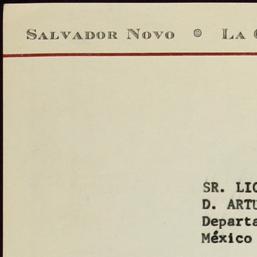 SALVADOR NOVO ® LA
SR. LIC
D. ARTU
Departa
México